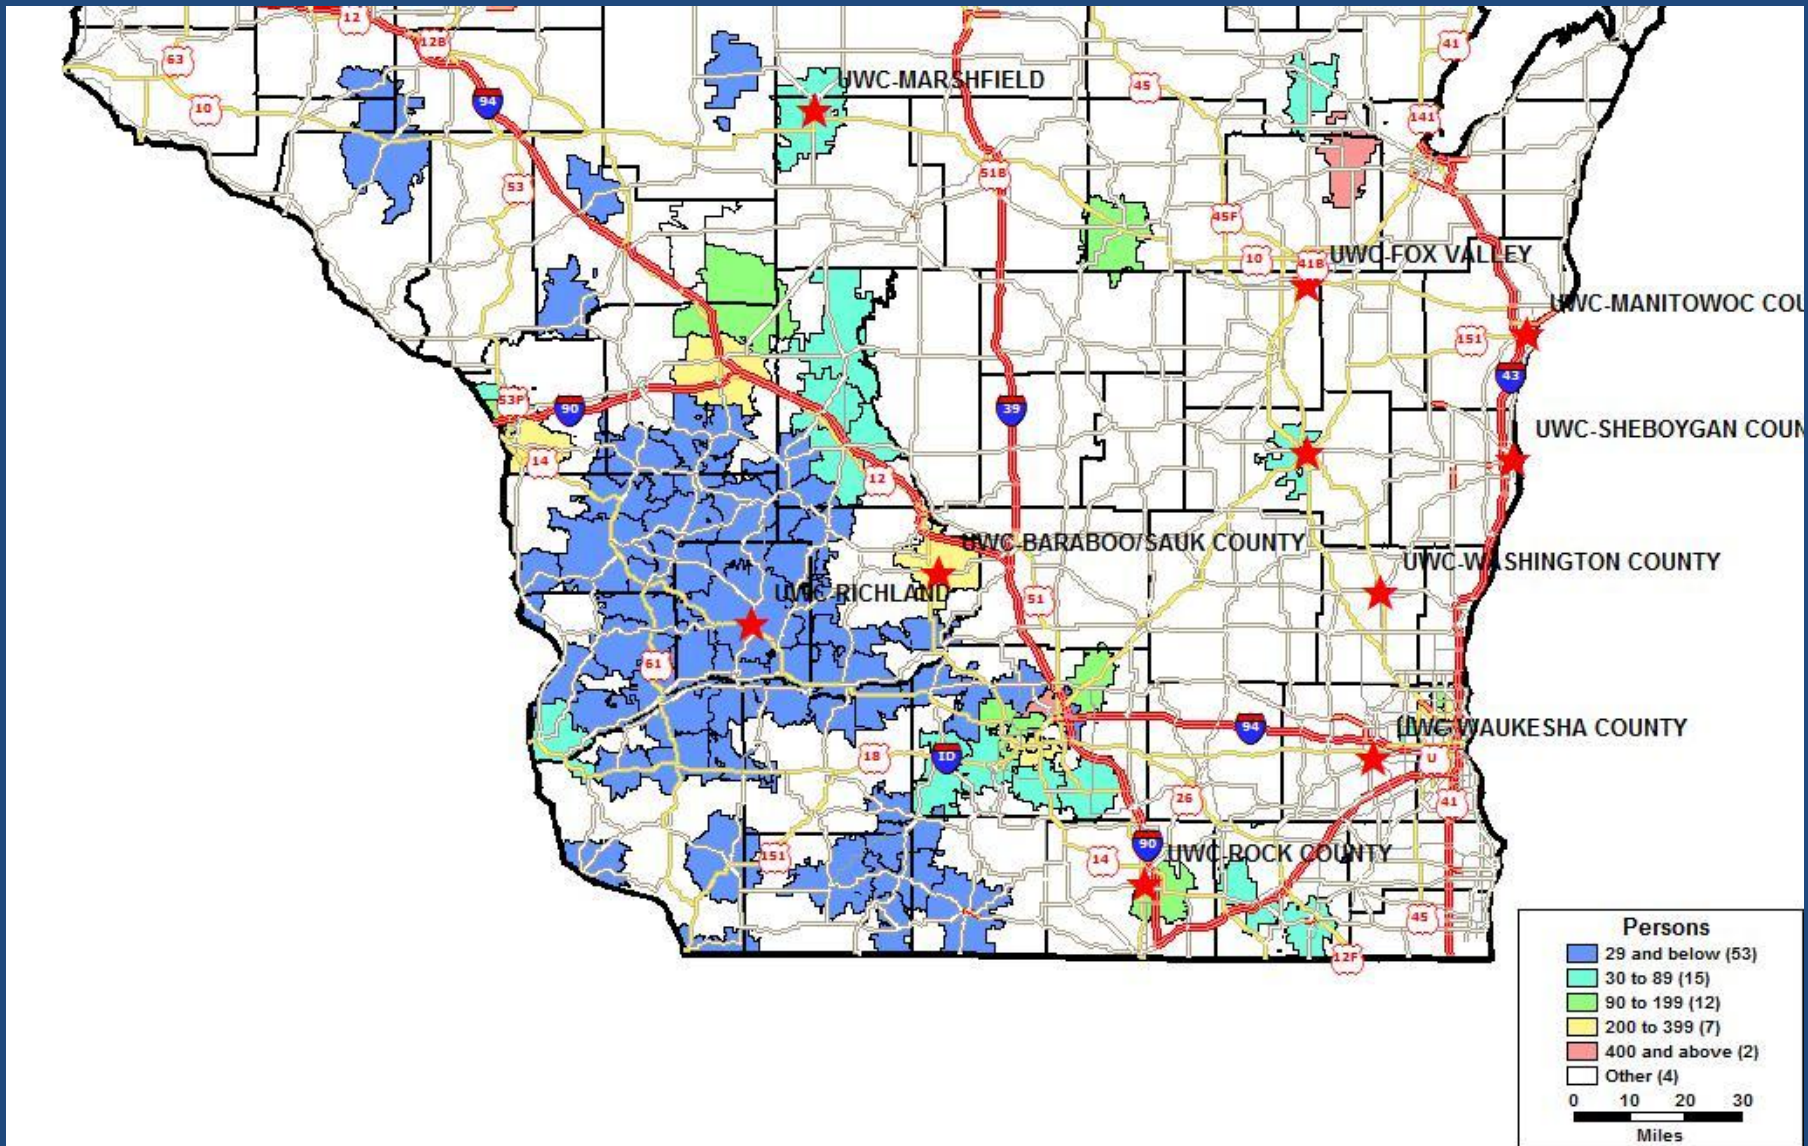 12
12B
41
63
UWC-MARSHFIELD
45
10
94
141
53
51B
45F
10
41B
UWC-FOX VALLEY
UWC-MANITOWOC COU
151
43
53P
90
39
UWC-SHEBOYGAN COUN
14
12
UWC-BARABOO/SAUK COUNTY
UWC-WASHINGTON COUNTY
UWC-RICHLAND
51
61
UWC-WAUKESHA COUNTY
94
18
1D
U
26
41
90
UWC-ROCK COUNTY
151
14
45
12F
Persons
29 and below (53)
30 to 89 (15)
90 to 199 (12)
200 to 399 (7)
400 and above (2)
Other (4)
0 10 20 30
Miles